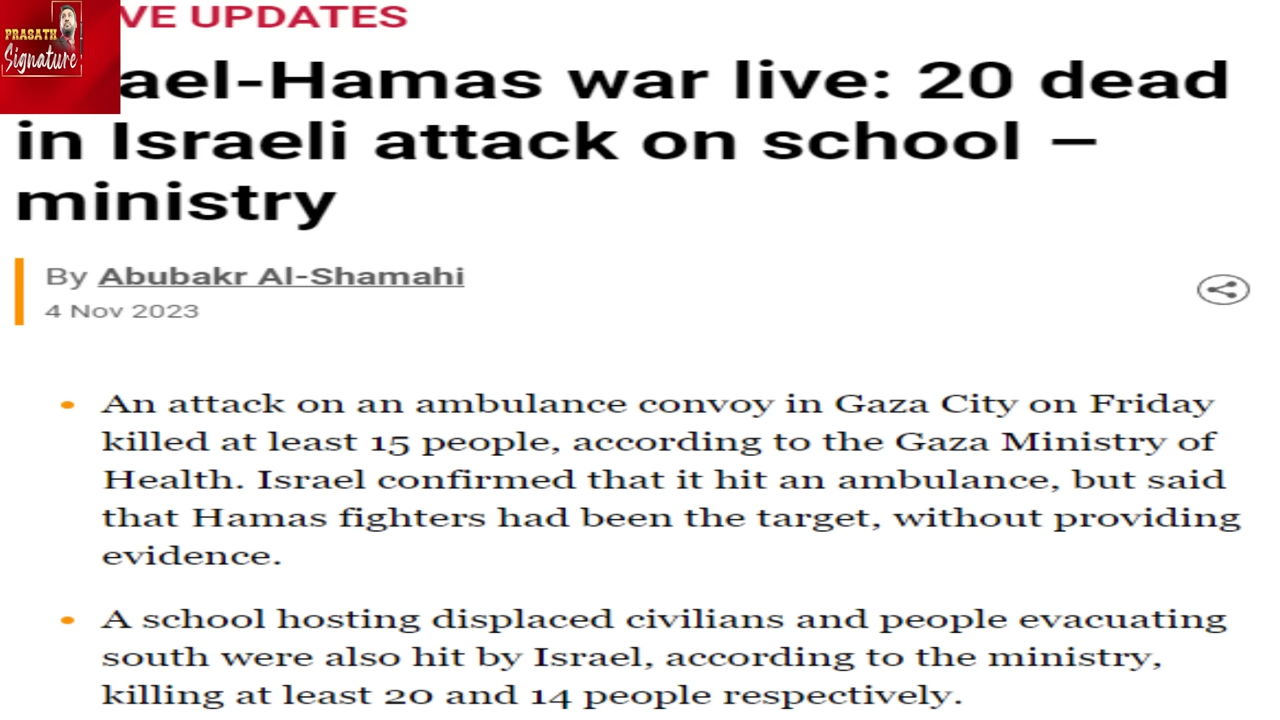 PRASATH
Signature
VE UPDATES
ael-Hamas war live: 20 dead
in Israeli attack on school –
ministry
By Abubakr Al-Shamahi
4 Nov 2023
• An attack on an ambulance convoy in Gaza City on Friday
killed at least 15 people, according to the Gaza Ministry of
Health. Israel confirmed that it hit an ambulance, but said
that Hamas fighters had been the target, without providing
evidence.
• A school hosting displaced civilians and people evacuating
south were also hit by Israel, according to the ministry,
killing at least 20 and 14 people respectively.